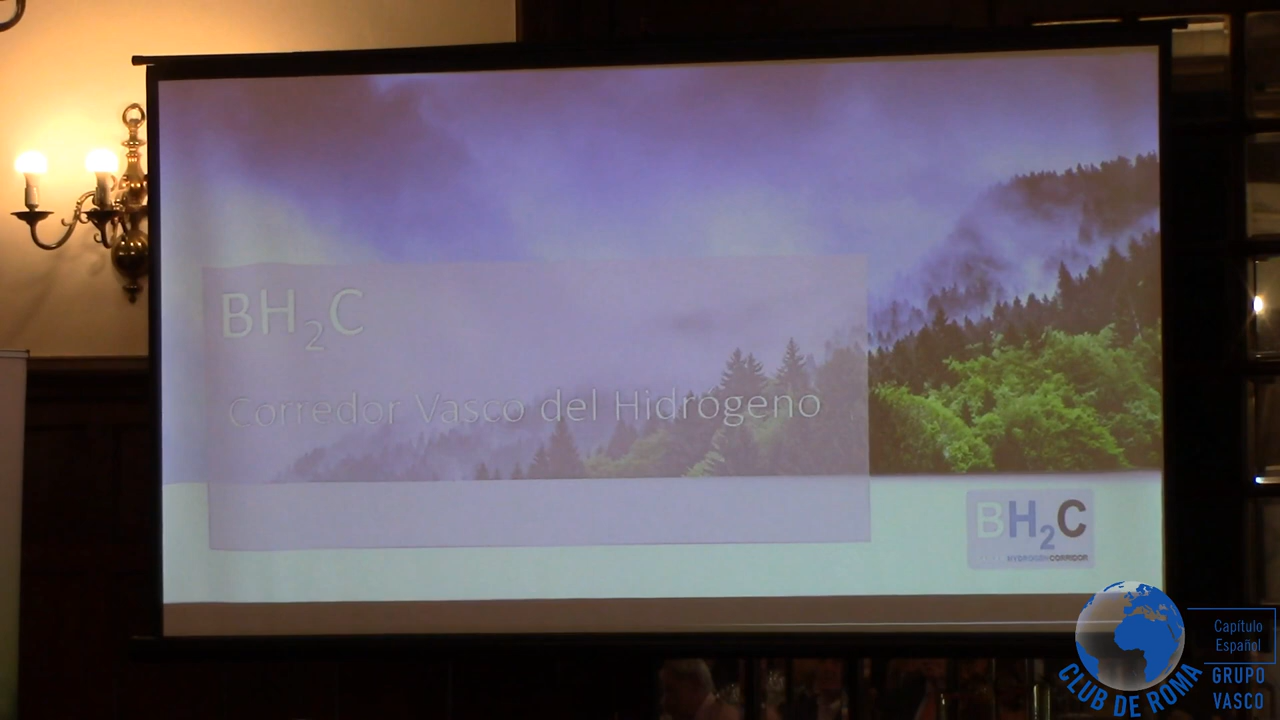 BH₂C
Corredor Vasco del Hidrógeno
BH₂C
HYDROGEN CORRIDOR
Capítulo
Español
CLUB DE ROMA
GRUPO
VASCO